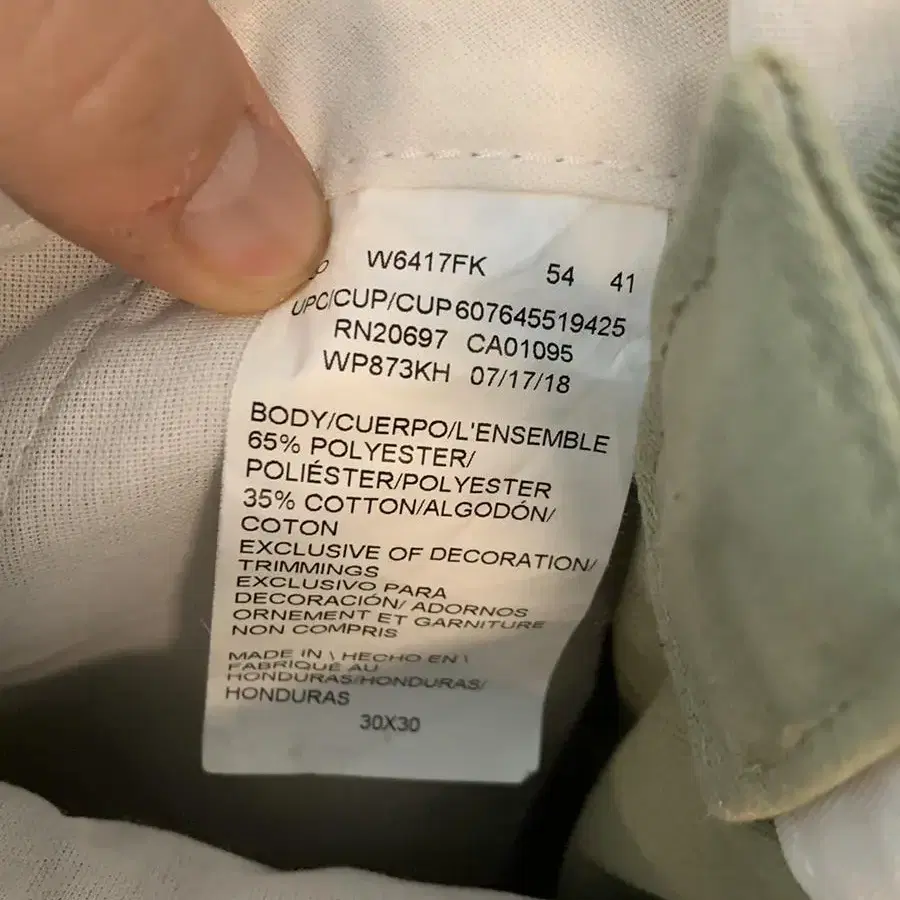 W6417FK 54 41
UPC/CUP/CUP 607645519425
RN20697 CA01095
WP873KH 07/17/18
BODY/CUERPO/L'ENSEMBLE
65% POLYESTER/
POLIÉSTER/POLYESTER
35% COTTON/ALGODÓN/
COTON
EXCLUSIVE OF DECORATION/
TRIMMINGS
EXCLUSIVO PARA
DECORACIÓN/ ADORNOS
ORNEMENT ET GARNITURE
NON COMPRIS
MADE IN \ HECHO EN \
FABRIQUÉ AU
HONDURAS/HONDURAS/
HONDURAS
30X30